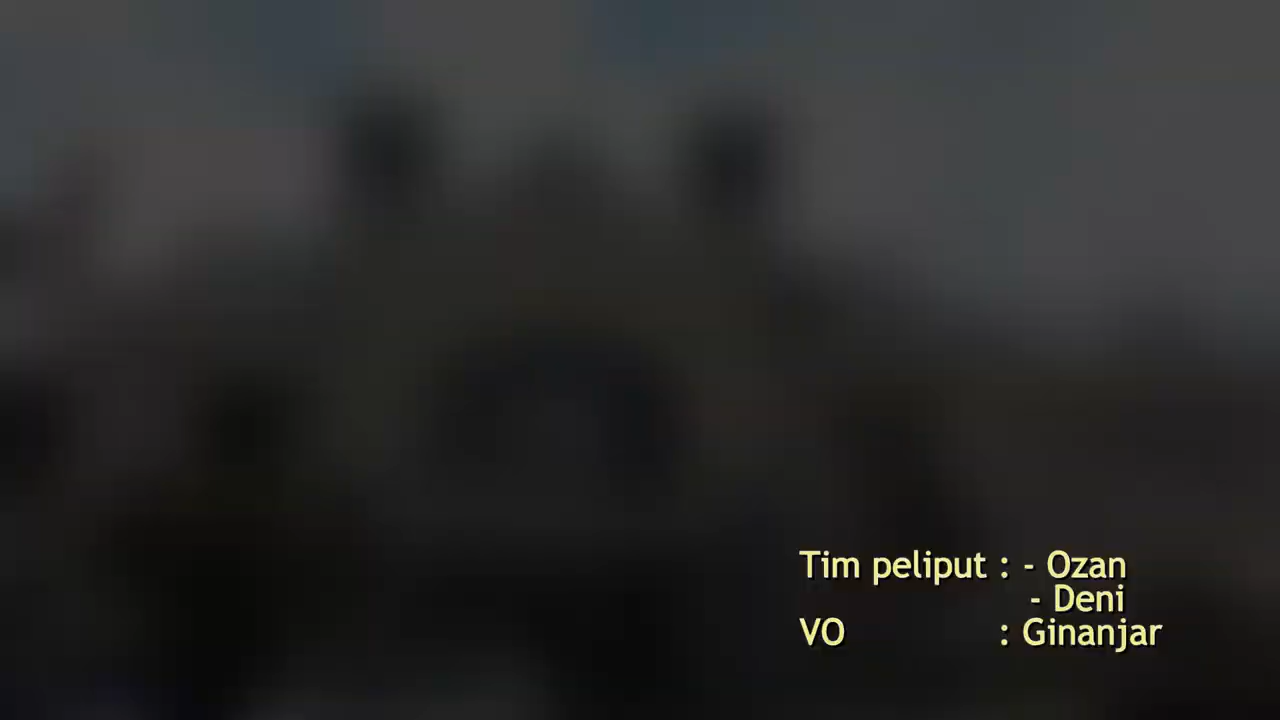 Tim peliput : - Ozan
- Deni
VO : Ginanjar